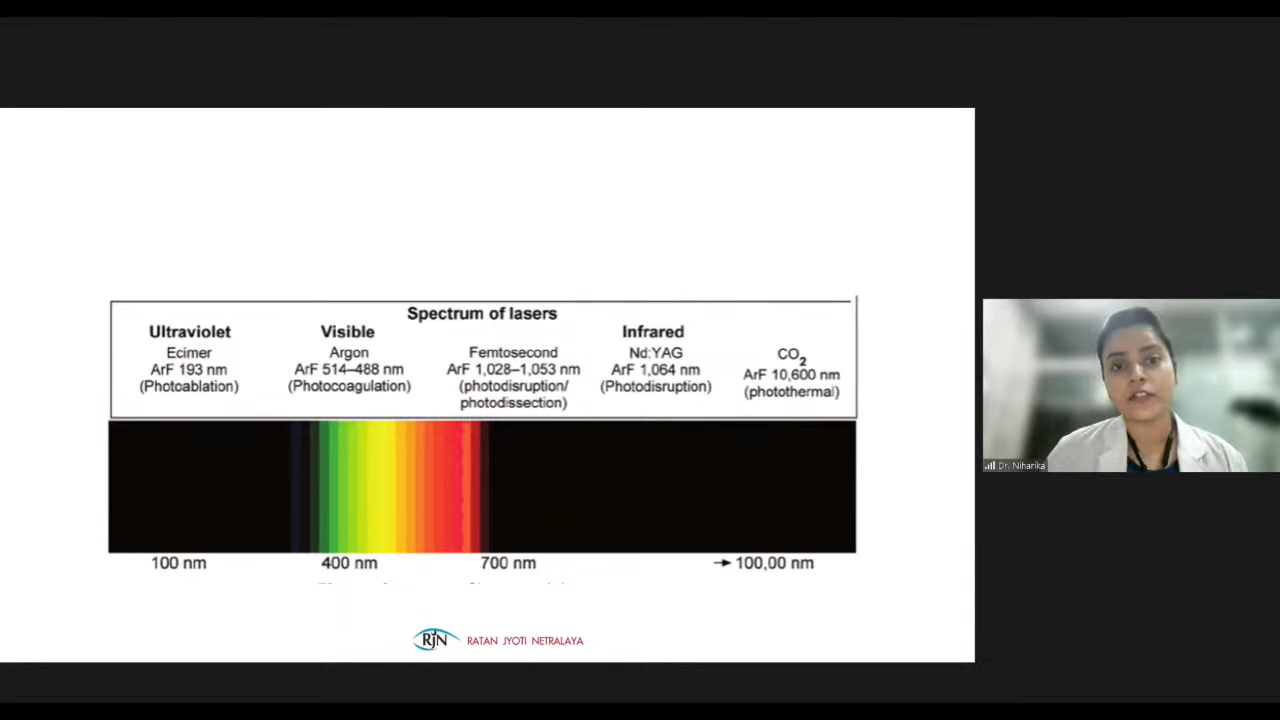 Spectrum of lasers
Ultraviolet Visible Infrared
Ecimer Argon Femtosecond Nd:YAG CO2
ArF 193 nm ArF 514–488 nm ArF 1,028–1,053 nm ArF 1,064 nm ArF 10,600 nm
(Photoablation) (Photocoagulation) (photodisruption/ (Photodisruption) (photothermal)
photodissection)
100 nm 400 nm 700 nm → 100,00 nm
RJN RATAN JYOTI NETRALAYA
Dr. Niharika